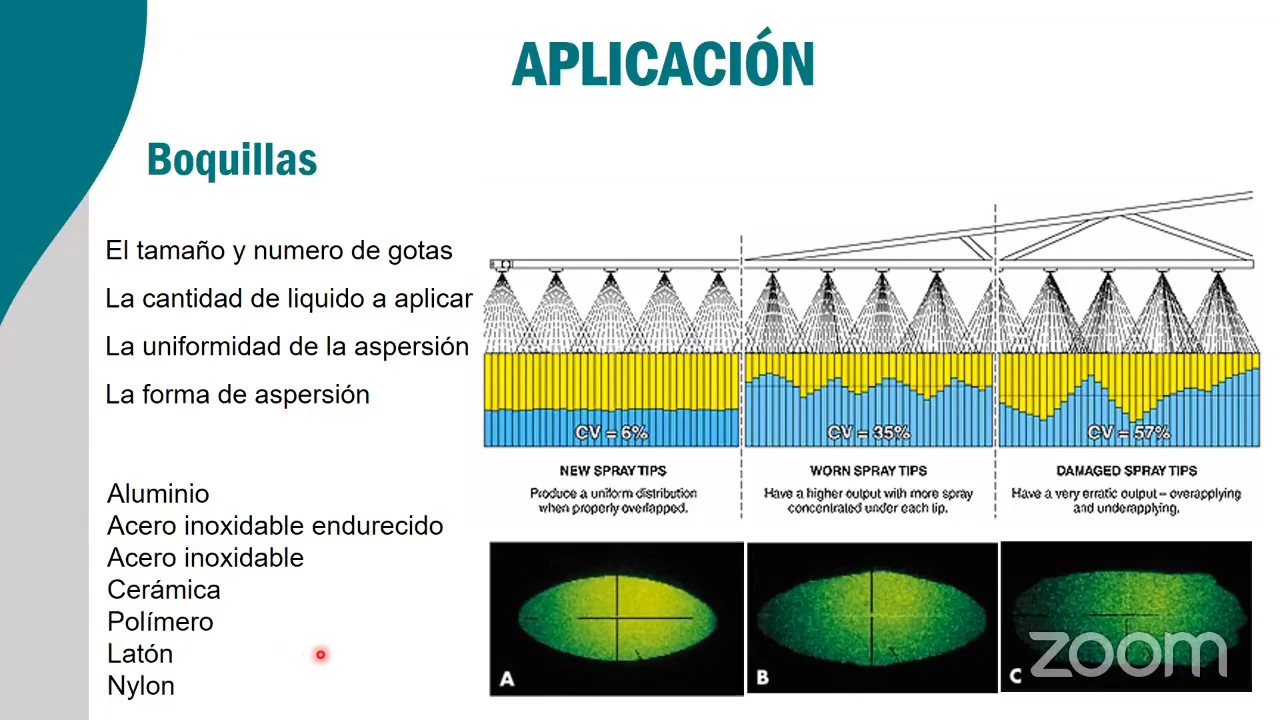 APLICACIÓN
Boquillas
El tamaño y numero de gotas
La cantidad de liquido a aplicar
La uniformidad de la aspersión
La forma de aspersión
Aluminio
Acero inoxidable endurecido
Acero inoxidable
Cerámica
Polímero
Latón
Nylon
CV = 6%
CV = 35%
CV = 57%
NEW SPRAY TIPS
Produce a uniform distribution
when properly overlapped.
WORN SPRAY TIPS
Have a higher output with more spray
concentrated under each tip.
DAMAGED SPRAY TIPS
Have a very erratic output – overapplying
and underapplying.
A
B
C
zoom